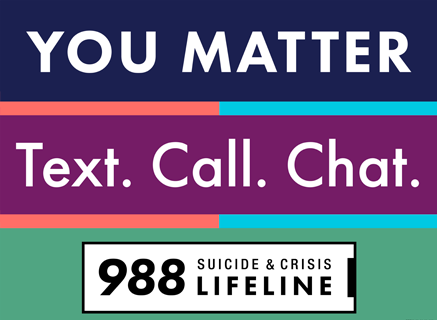 YOU MATTER
Text. Call. Chat.
988 SUICIDE & CRISIS
LIFELINE